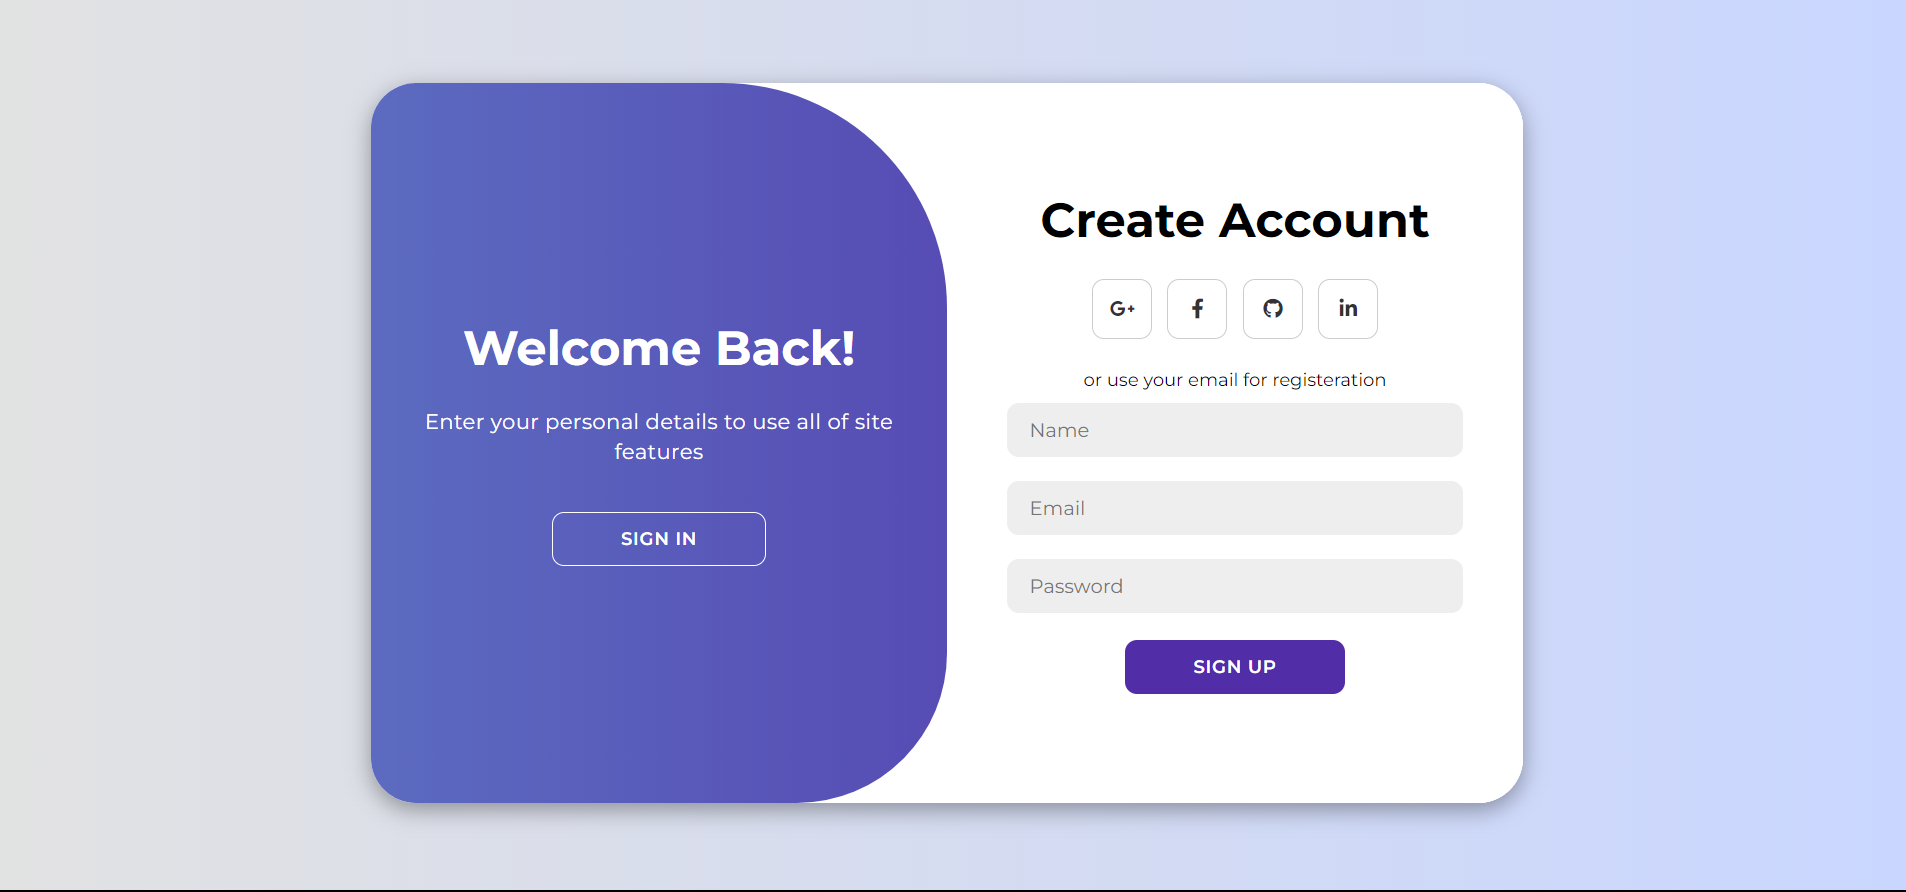 Welcome Back!
Enter your personal details to use all of site
features
SIGN IN
Create Account
G+ f in
or use your email for registeration
Name
Email
Password
SIGN UP